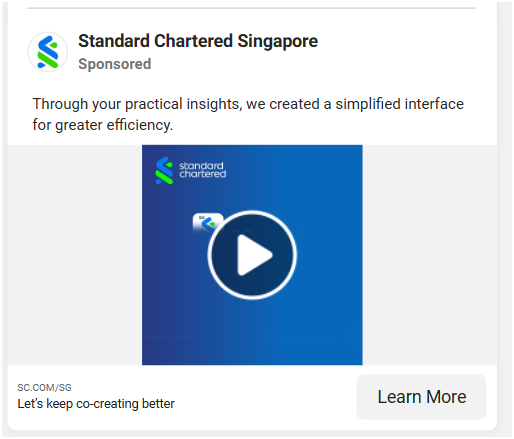 Standard Chartered Singapore
Sponsored
Through your practical insights, we created a simplified interface
for greater efficiency.
standard
chartered
SG
SC.COM/SG
Let's keep co-creating better
Learn More